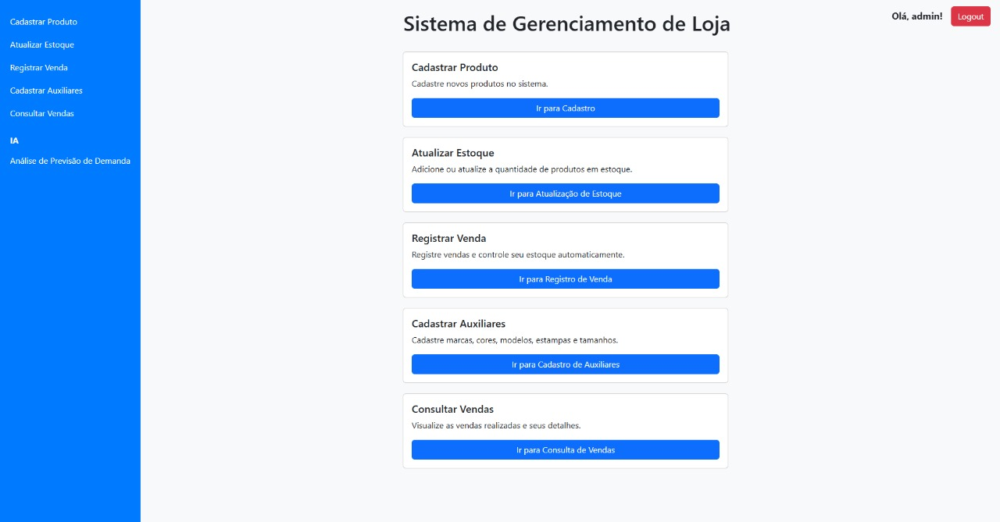 Cadastrar Produto
Atualizar Estoque
Registrar Venda
Cadastrar Auxiliares
Consultar Vendas
IA
Análise de Previsão de Demanda
Sistema de Gerenciamento de Loja
Olá, admin! Logout
Cadastrar Produto
Cadastre novos produtos no sistema.
Ir para Cadastro
Atualizar Estoque
Adicione ou atualize a quantidade de produtos em estoque.
Ir para Atualização de Estoque
Registrar Venda
Registre vendas e controle seu estoque automaticamente.
Ir para Registro de Venda
Cadastrar Auxiliares
Cadastre marcas, cores, modelos, estampas e tamanhos.
Ir para Cadastro de Auxiliares
Consultar Vendas
Visualize as vendas realizadas e seus detalhes.
Ir para Consulta de Vendas